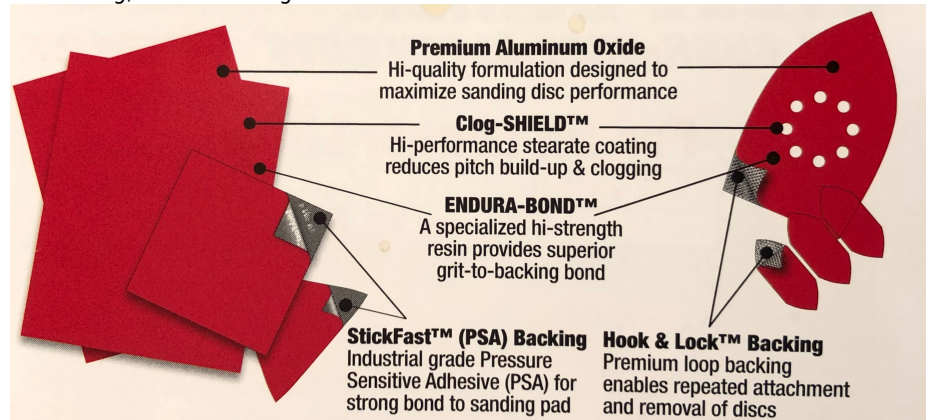 Premium Aluminum Oxide
Hi-quality formulation designed to
maximize sanding disc performance
Clog-SHIELD™
Hi-performance stearate coating
reduces pitch build-up & clogging
ENDURA-BOND™
A specialized hi-strength
resin provides superior
grit-to-backing bond
StickFast™ (PSA) Backing
Industrial grade Pressure
Sensitive Adhesive (PSA) for
strong bond to sanding pad
Hook & Lock™ Backing
Premium loop backing
enables repeated attachment
and removal of discs